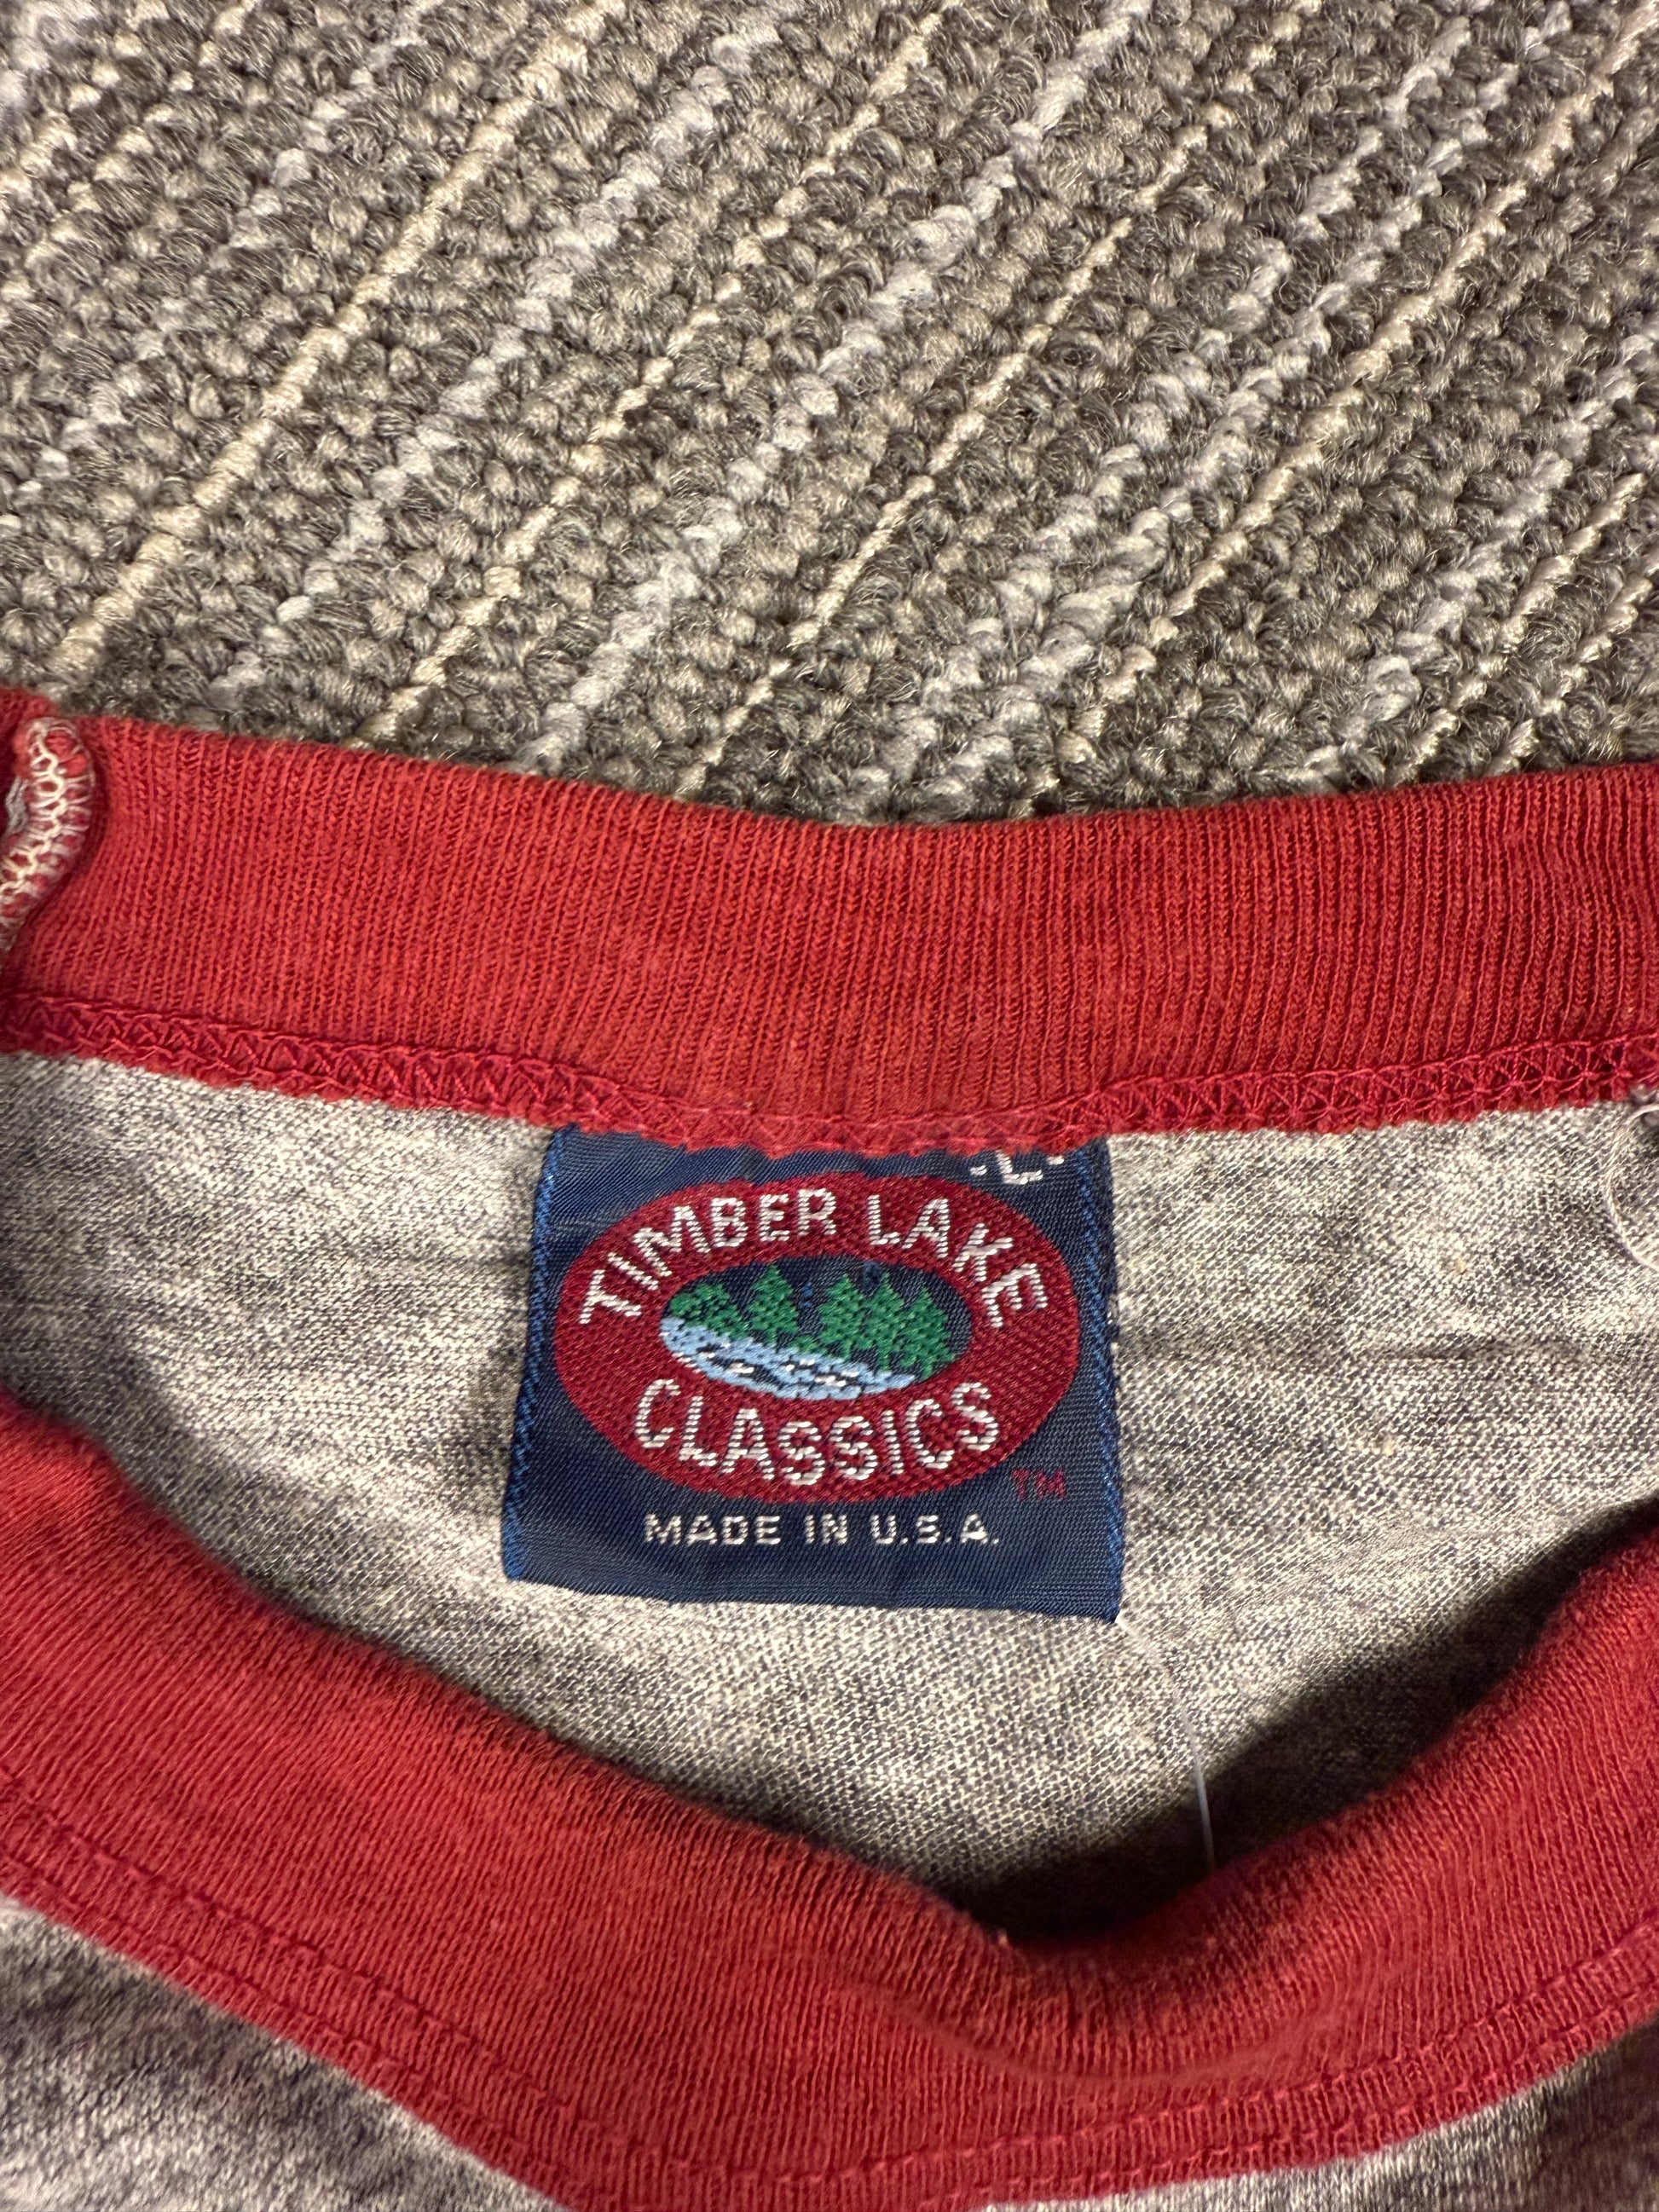 L
TIMBER LAKE
CLASSICS
TM
MADE IN U.S.A.